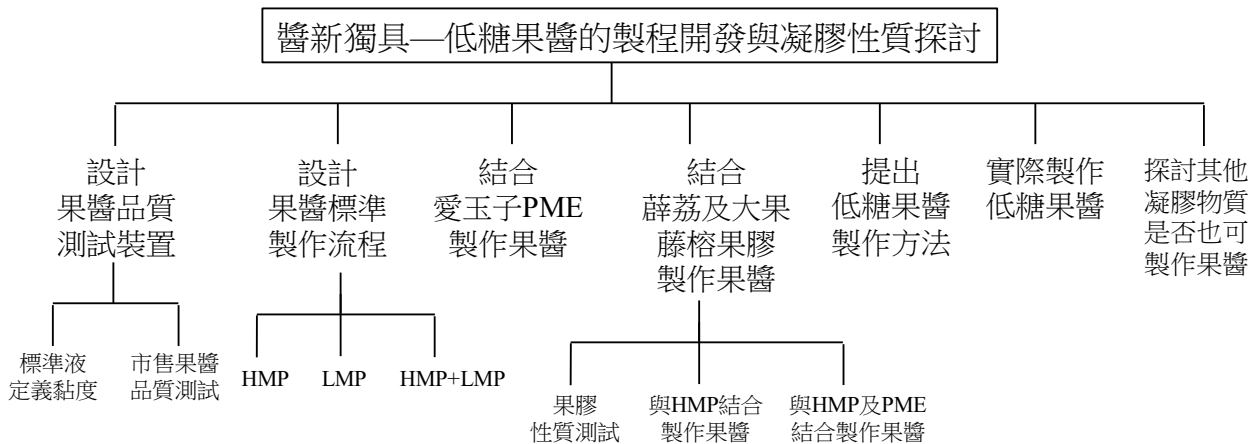 醬新獨具—低糖果醬的製程開發與凝膠性質探討
設計
果醬品質
測試裝置
設計
果醬標準
製作流程
結合
愛玉子PME
製作果醬
結合
薜荔及大果
藤榕果膠
製作果醬
提出
低糖果醬
製作方法
實際製作
低糖果醬
探討其他
凝膠物質
是否也可
製作果醬
標準液
定義黏度
市售果醬
品質測試
HMP
LMP
HMP+LMP
果膠
性質測試
與HMP結合
製作果醬
與HMP及PME
結合製作果醬